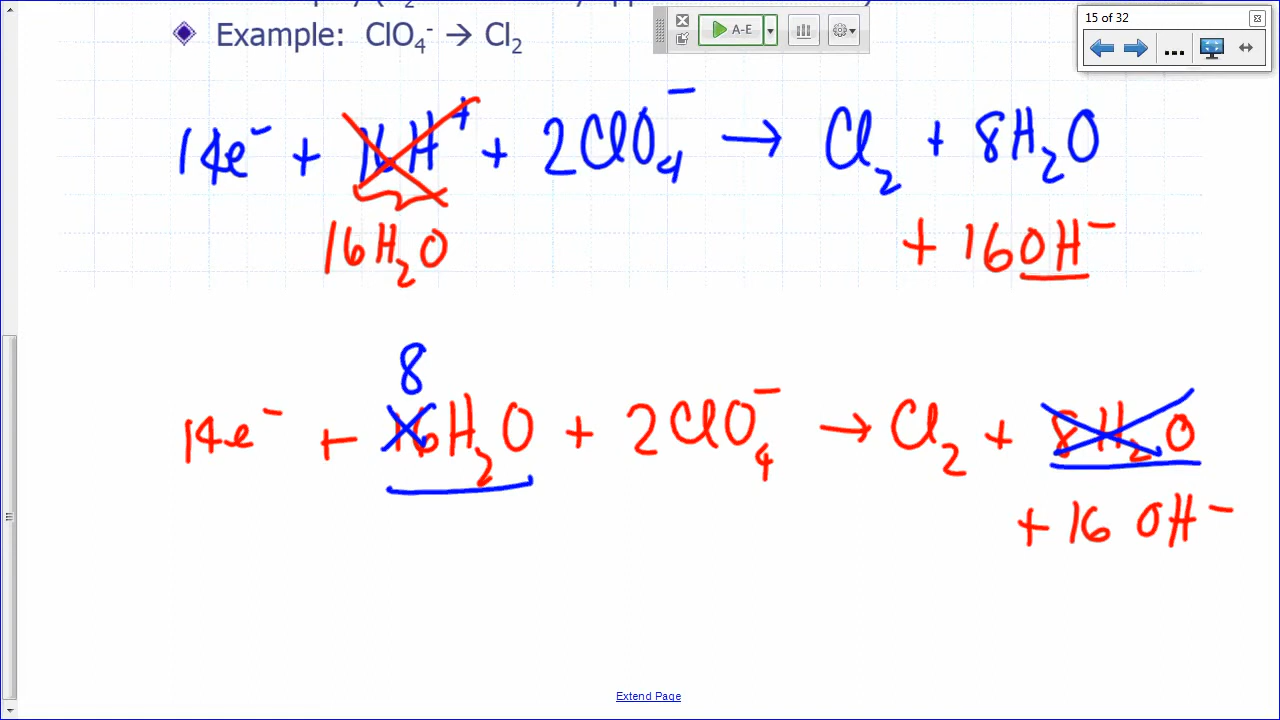 15 of 32
A-E
Example: ClO₄⁻ → Cl₂
14e⁻ + 16H⁺ + 2ClO₄⁻ → Cl₂ + 8H₂O
16H₂O + 16OH⁻
8
14e⁻ + 16H₂O + 2ClO₄⁻ → Cl₂ + 8H₂O
+ 16 OH⁻
Extend Page